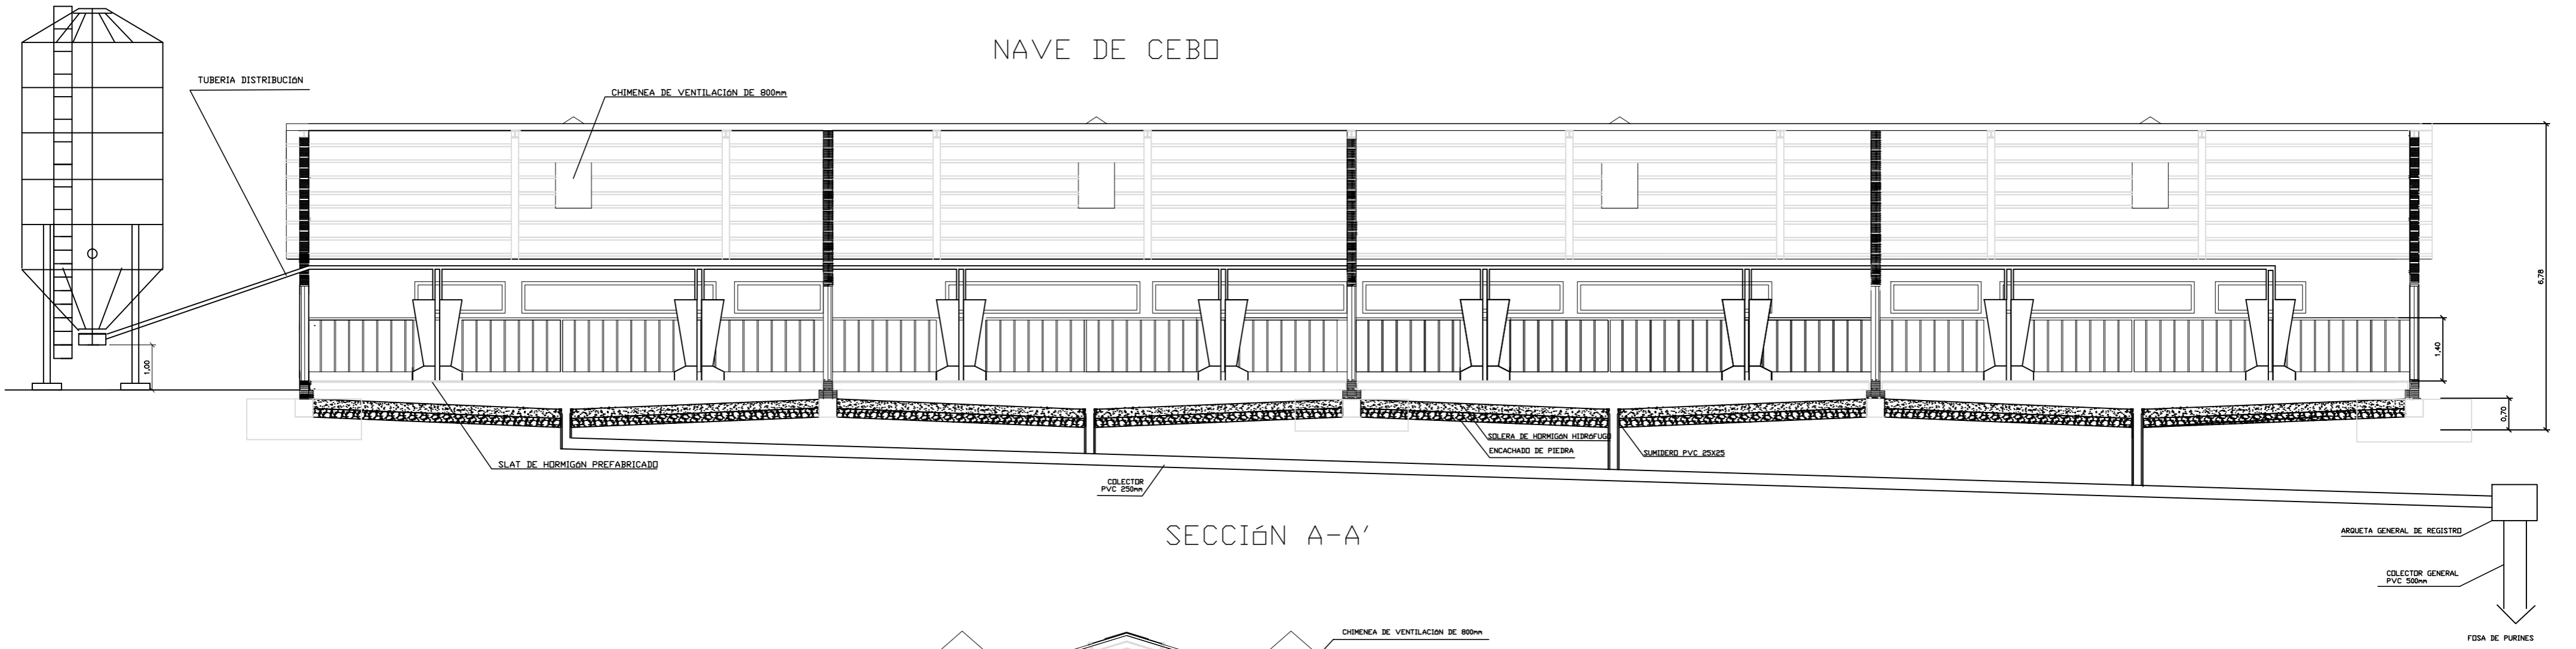 NAVE DE CEBO
TUBERIA DISTRIBUCIóN
CHIMENEA DE VENTILACIóN DE 800mm
6,78
1,00
1,40
0,70
SLAT DE HORMIGóN PREFABRICADO
SOLERA DE HORMIGóN HIDRóFUGO
ENCACHADO DE PIEDRA
SUMIDERO PVC 25X25
COLECTOR
PVC 250mm
SECCIóN A-A'
ARQUETA GENERAL DE REGISTRO
COLECTOR GENERAL
PVC 500mm
CHIMENEA DE VENTILACIóN DE 800mm
FOSA DE PURINES